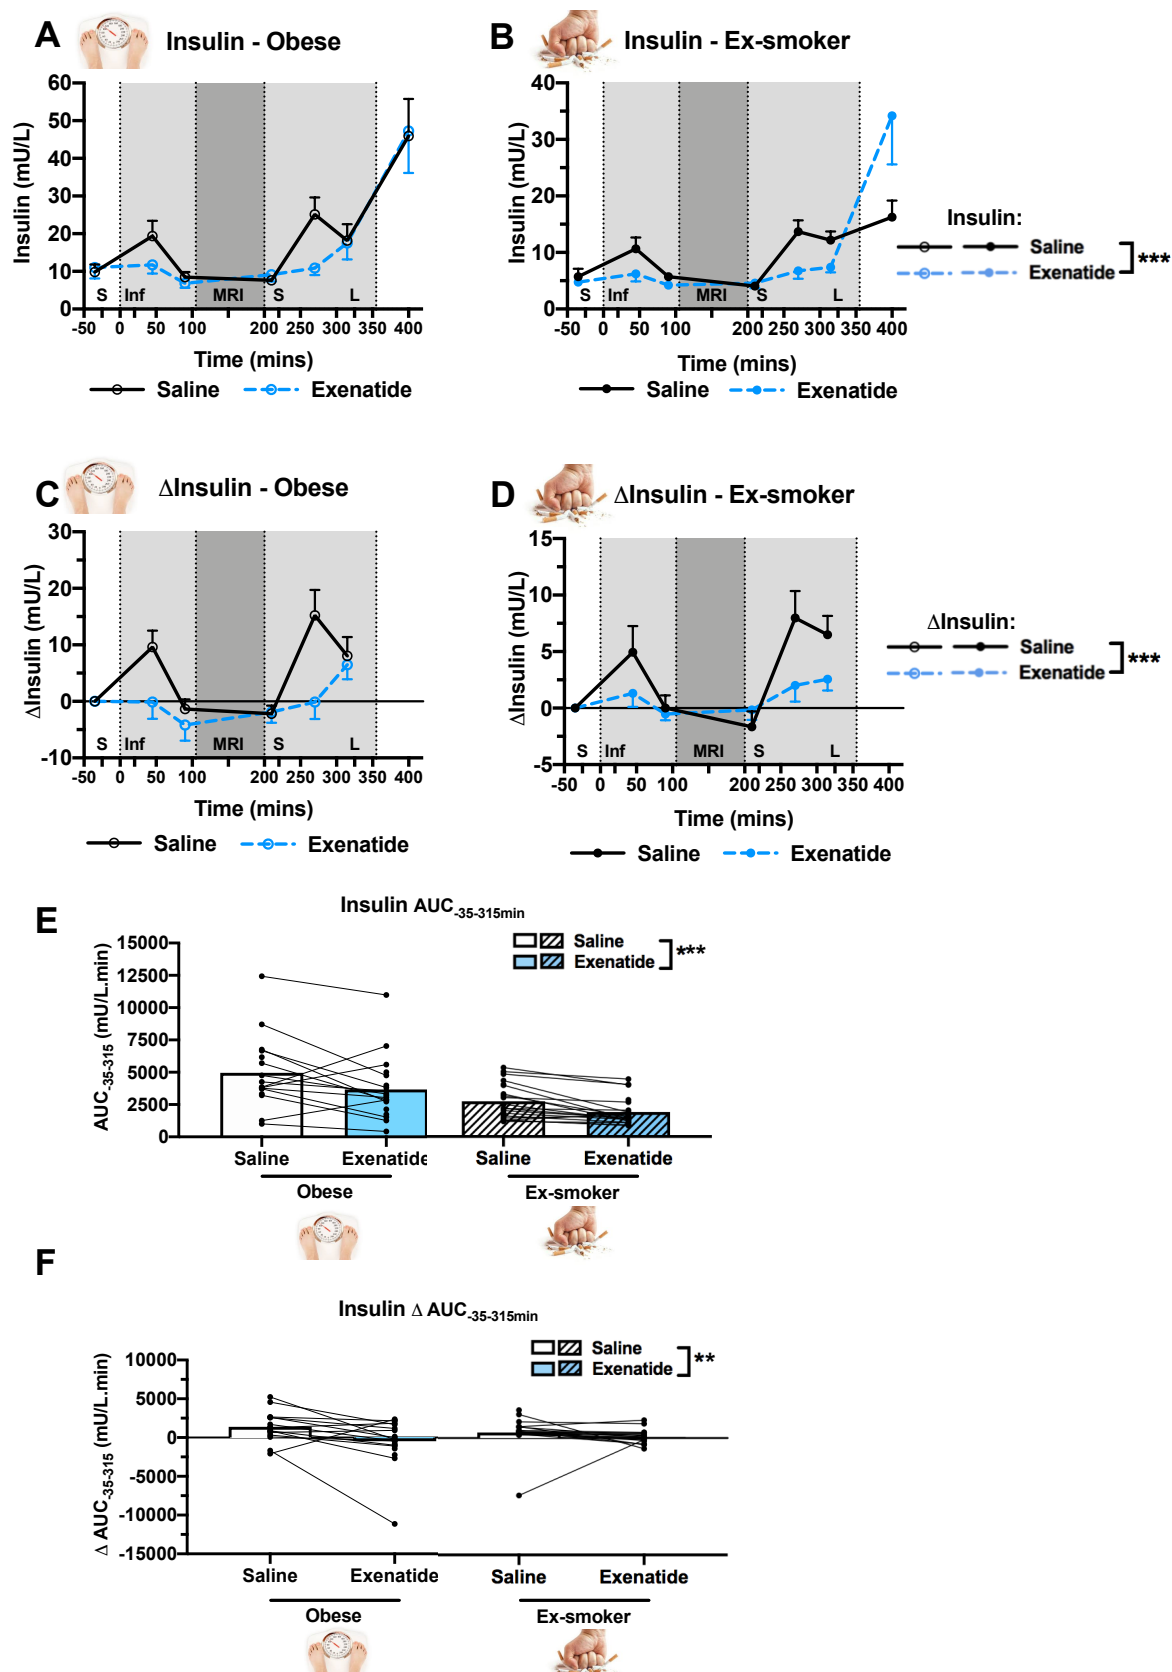 A Insulin - Obese
Insulin (mU/L)
60
50
40
30
20
10
0
S Inf MRI S L
-50 0 50 100 200 250 300 350 400
Time (mins)
Saline Exenatide
B Insulin - Ex-smoker
Insulin (mU/L)
40
30
20
10
0
S Inf MRI S L
-50 0 50 100 200 250 300 350 400
Time (mins)
Saline Exenatide
Insulin:
Saline
Exenatide
***
C ΔInsulin - Obese
ΔInsulin (mU/L)
30
20
10
0
-10
S Inf MRI S L
-50 0 50 100 200 250 300 350 400
Time (mins)
Saline Exenatide
D ΔInsulin - Ex-smoker
ΔInsulin (mU/L)
15
10
5
0
-5
S Inf MRI S L
-50 0 50 100 200 250 300 350 400
Time (mins)
Saline Exenatide
ΔInsulin:
Saline
Exenatide
***
E Insulin AUC-35-315min
AUC-35-315 (mU/L.min)
15000
12500
10000
7500
5000
2500
0
Saline
Exenatide
***
Saline Exenatide Saline Exenatide
Obese Ex-smoker
F
Insulin Δ AUC-35-315min
Δ AUC-35-315 (mU/L.min)
10000
5000
0
-5000
-10000
-15000
Saline
Exenatide
**
Saline Exenatide Saline Exenatide
Obese Ex-smoker